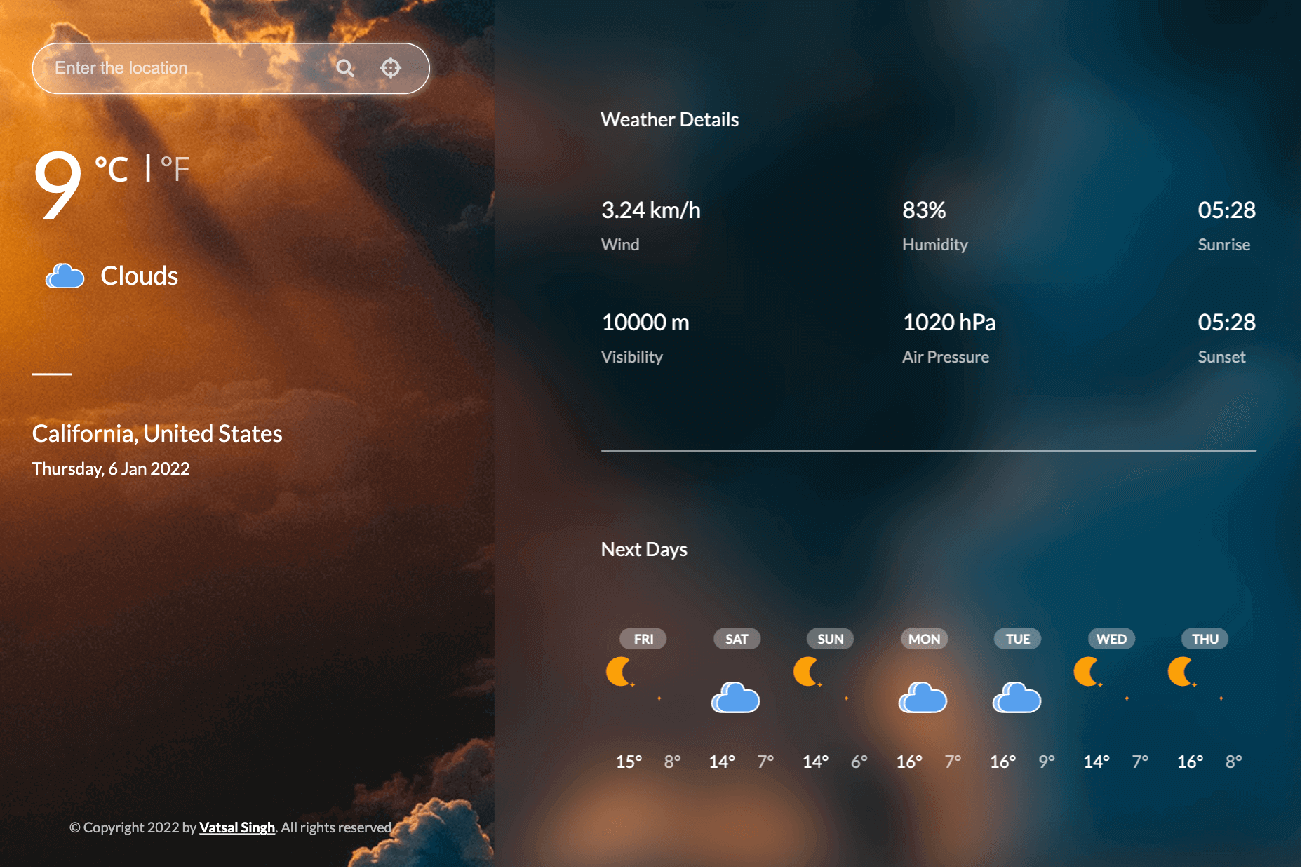 Enter the location
9 °C | °F
Clouds
California, United States
Thursday, 6 Jan 2022
© Copyright 2022 by Vatsal Singh. All rights reserved
Weather Details
3.24 km/h 83% 05:28
Wind Humidity Sunrise
10000 m 1020 hPa 05:28
Visibility Air Pressure Sunset
Next Days
FRI SAT SUN MON TUE WED THU
15° 8° 14° 7° 14° 6° 16° 7° 16° 9° 14° 7° 16° 8°